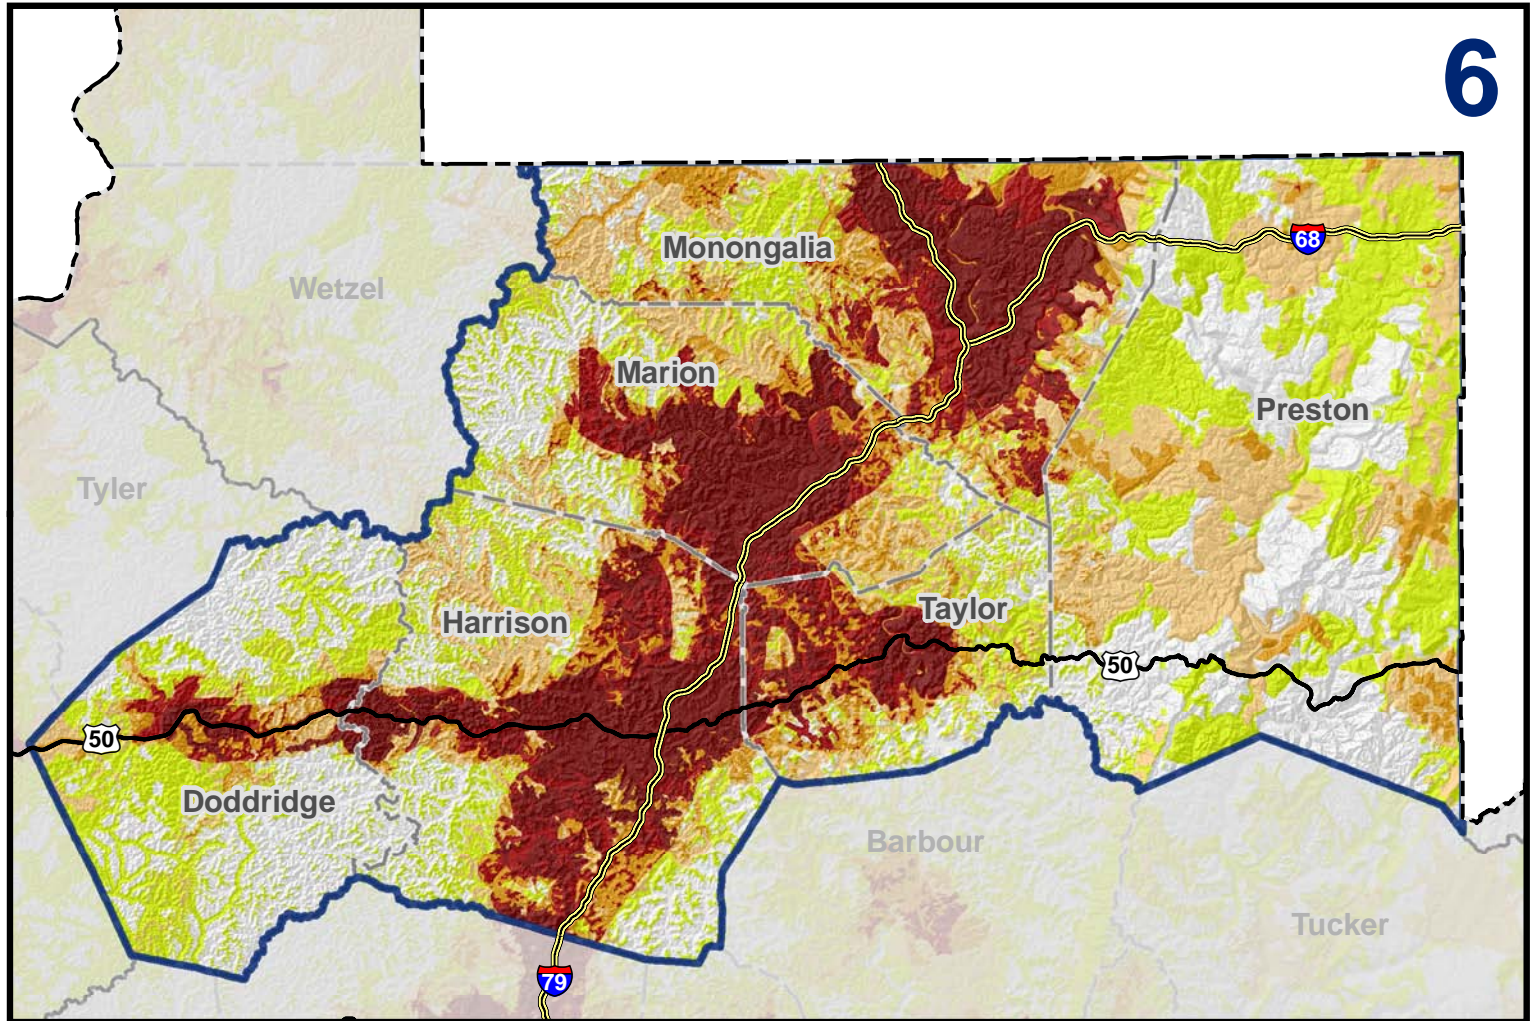 6
68
Monongalia
Wetzel
Marion
Preston
Tyler
Taylor
Harrison
50
50
Doddridge
Barbour
Tucker
79